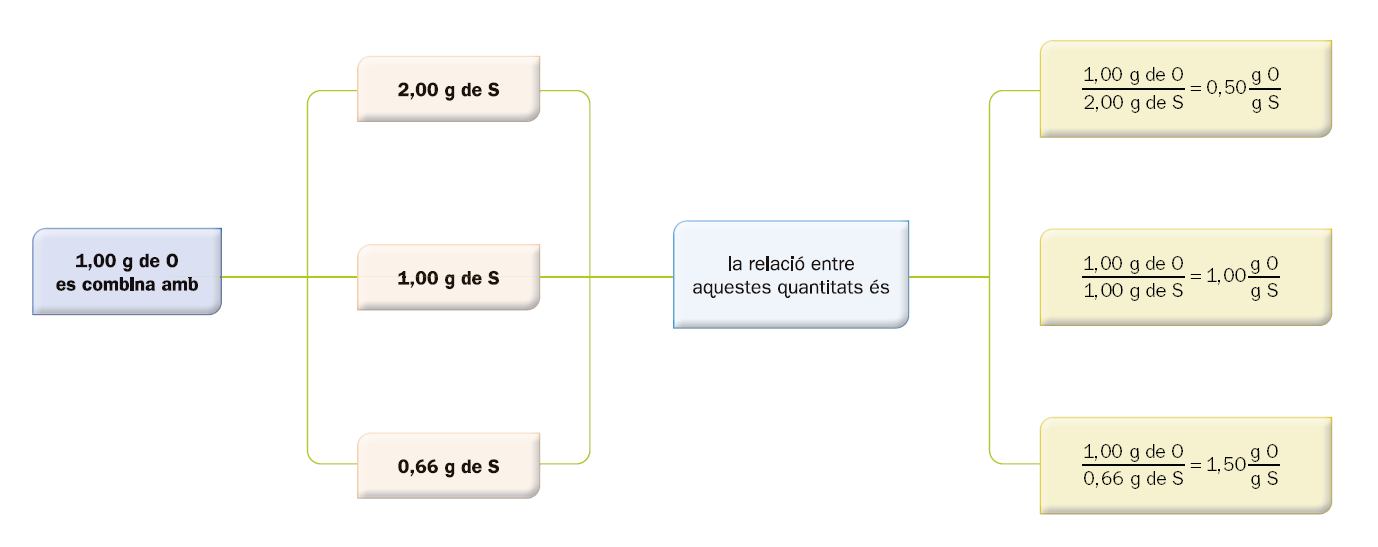 1,00 g de O
es combina amb
2,00 g de S
1,00 g de S
0,66 g de S
la relació entre
aquestes quantitats és
1,00 g de O / 2,00 g de S = 0,50 g O / g S
1,00 g de O / 1,00 g de S = 1,00 g O / g S
1,00 g de O / 0,66 g de S = 1,50 g O / g S